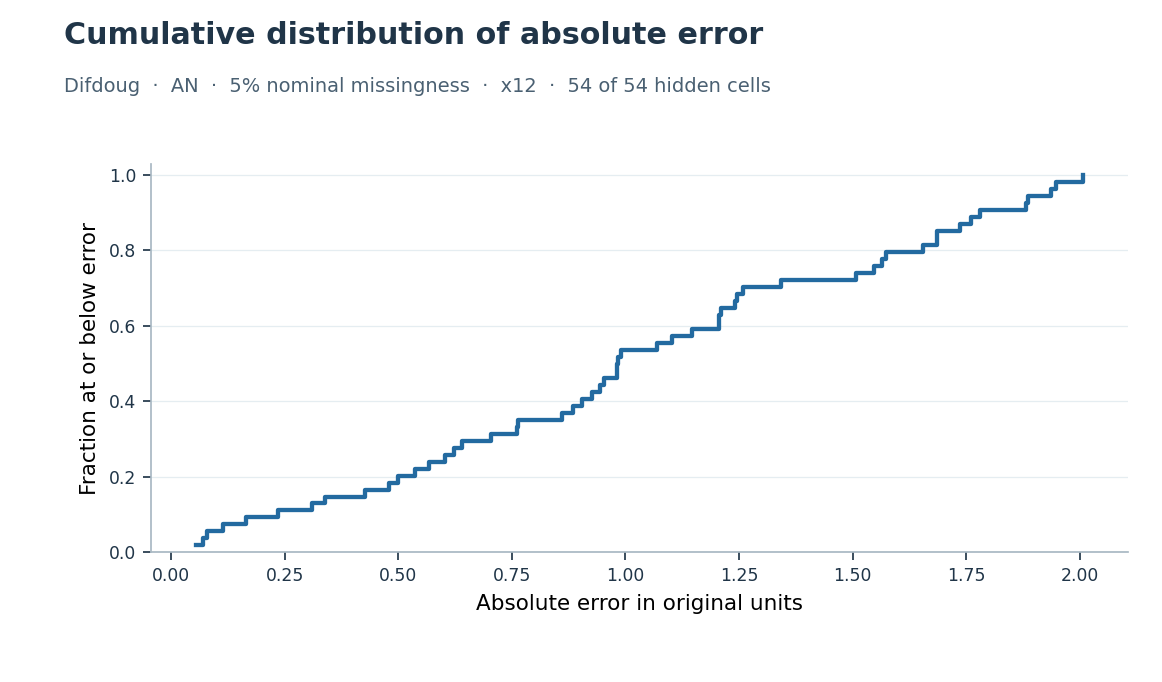 Cumulative distribution of absolute error
Difdoug · AN · 5% nominal missingness · x12 · 54 of 54 hidden cells
Fraction at or below error
1.0
0.8
0.6
0.4
0.2
0.0
0.00 0.25 0.50 0.75 1.00 1.25 1.50 1.75 2.00
Absolute error in original units